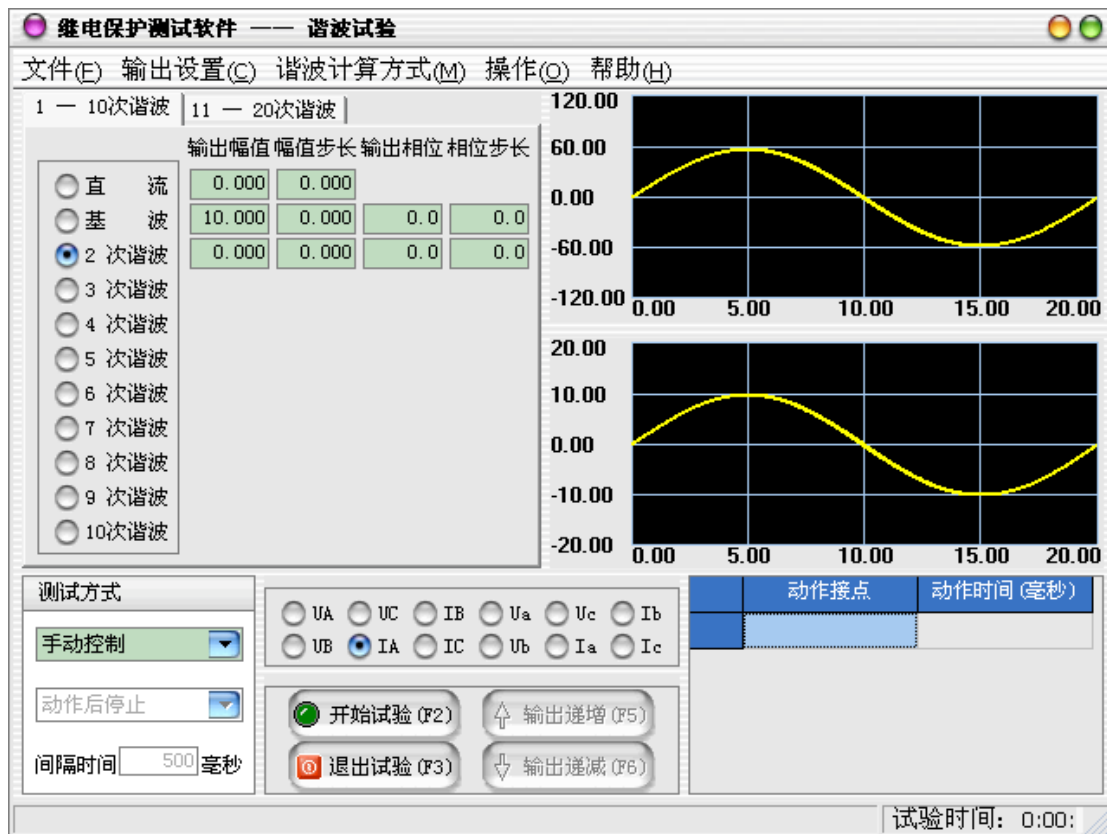 继电保护测试软件 —— 谐波试验
文件(F) 输出设置(C) 谐波计算方式(M) 操作(O) 帮助(H)
1 — 10次谐波 11 — 20次谐波
输出幅值 幅值步长 输出相位 相位步长
直 流 0.000 0.000
基 波 10.000 0.000 0.0 0.0
2 次谐波 0.000 0.000 0.0 0.0
3 次谐波
4 次谐波
5 次谐波
6 次谐波
7 次谐波
8 次谐波
9 次谐波
10次谐波
120.00
60.00
0.00
-60.00
-120.00
0.00 5.00 10.00 15.00 20.00
20.00
10.00
0.00
-10.00
-20.00
0.00 5.00 10.00 15.00 20.00
测试方式
手动控制
动作后停止
间隔时间 500 毫秒
UA UC IB Ua Uc Ib
UB IA IC Ub Ia Ic
开始试验(F2) 输出递增(F5)
退出试验(F3) 输出递减(F6)
动作接点 动作时间(毫秒)
试验时间: 0:00: